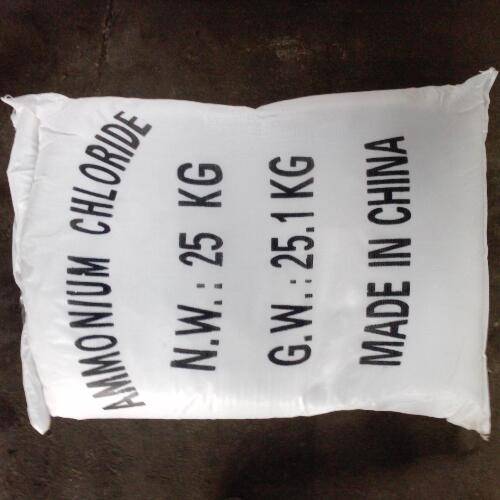 AMMONIUM CHLORIDE
N.W.: 25 KG
G.W.: 25.1 KG
MADE IN CHINA